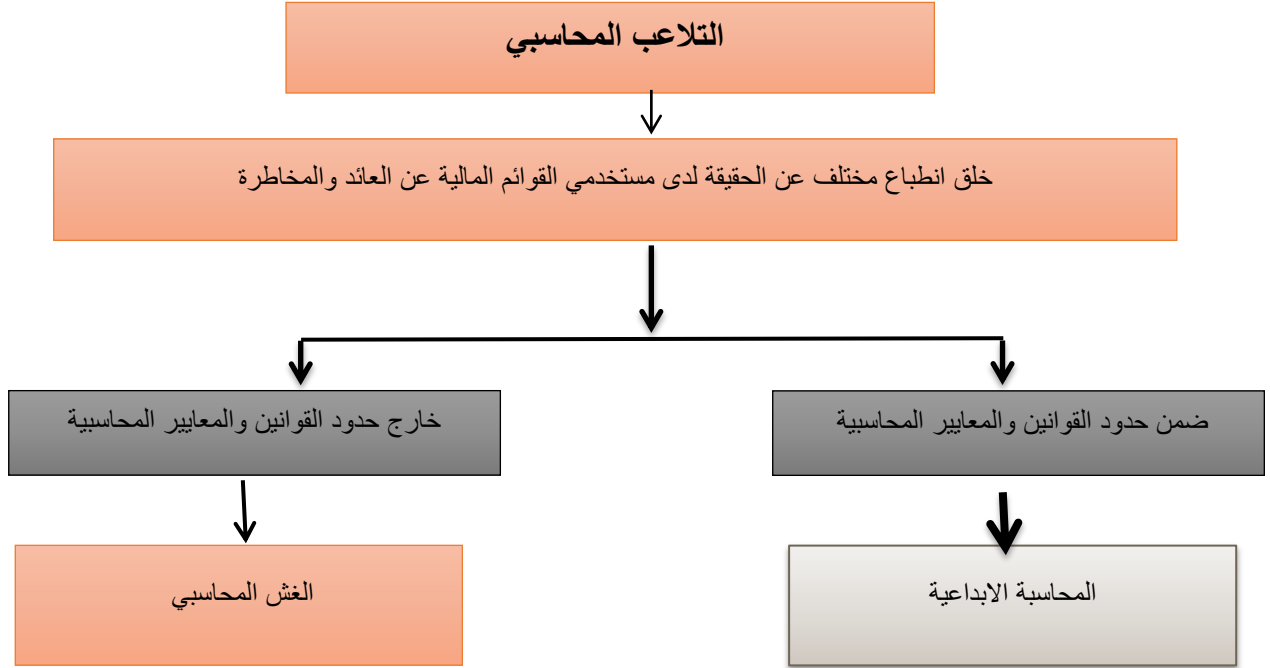 التلاعب المحاسبي
خلق انطباع مختلف عن الحقيقة لدى مستخدمي القوائم المالية عن العائد والمخاطرة
ضمن حدود القوانين والمعايير المحاسبية
خارج حدود القوانين والمعايير المحاسبية
المحاسبة الابداعية
الغش المحاسبي